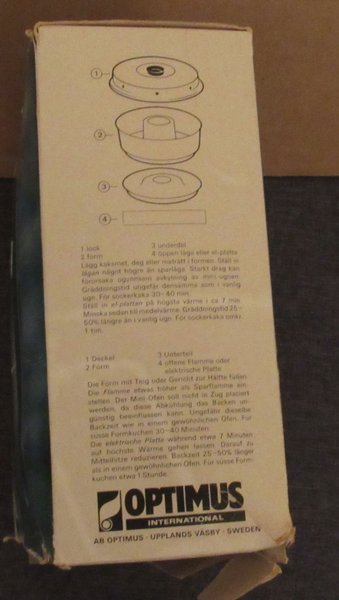 1
2
3
4
1 lock 3 underdel
2 form 4 öppen låga eller el-platta
Lägg kaksmet, deg eller maträtt i formen. Ställ in
lågan något högre än sparlåga. Starkt drag kan
förorsaka ogynnsam avkylning av mini-ugnen.
Gräddningstid ungefär densamma som i vanlig
ugn. För sockerkaka 30-40 min.
Ställ in el-plattan på högsta värme i ca 7 min.
Minska sedan till medelvärme. Gräddningstid 25-
50% längre än i vanlig ugn. För sockerkaka cirka
1 tim.
1 Deckel 3 Unterteil
2 Form 4 offene Flamme oder
elektrische Platte
Die Form mit Teig oder Gericht zur Hälfte füllen.
Die Flamme etwas höher als Sparflamme ein-
stellen. Der Mini-Ofen soll nicht in Zug placiert
werden, da diese Abkühlung das Backen un-
günstig beeinflussen kann. Ungefähr dieselbe
Backzeit wie in einem gewöhnlichen Ofen. Für
süsse Formkuchen 30-40 Minuten.
Die elektrische Platte während etwa 7 Minuten
auf höchste Wärme gehen lassen. Darauf zu
Mittelhitze reduzieren. Backzeit 25-50% länger
als in einem gewöhnlichen Ofen. Für süsse Form-
kuchen etwa 1 Stunde.
OPTIMUS
INTERNATIONAL
AB OPTIMUS · UPPLANDS VÄSBY · SWEDEN